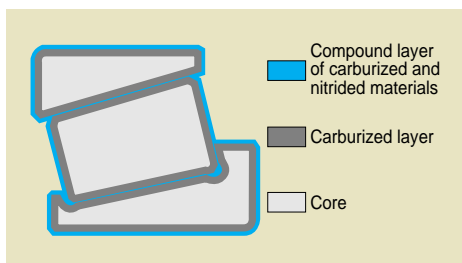 Compound layer
of carburized and
nitrided materials
Carburized layer
Core